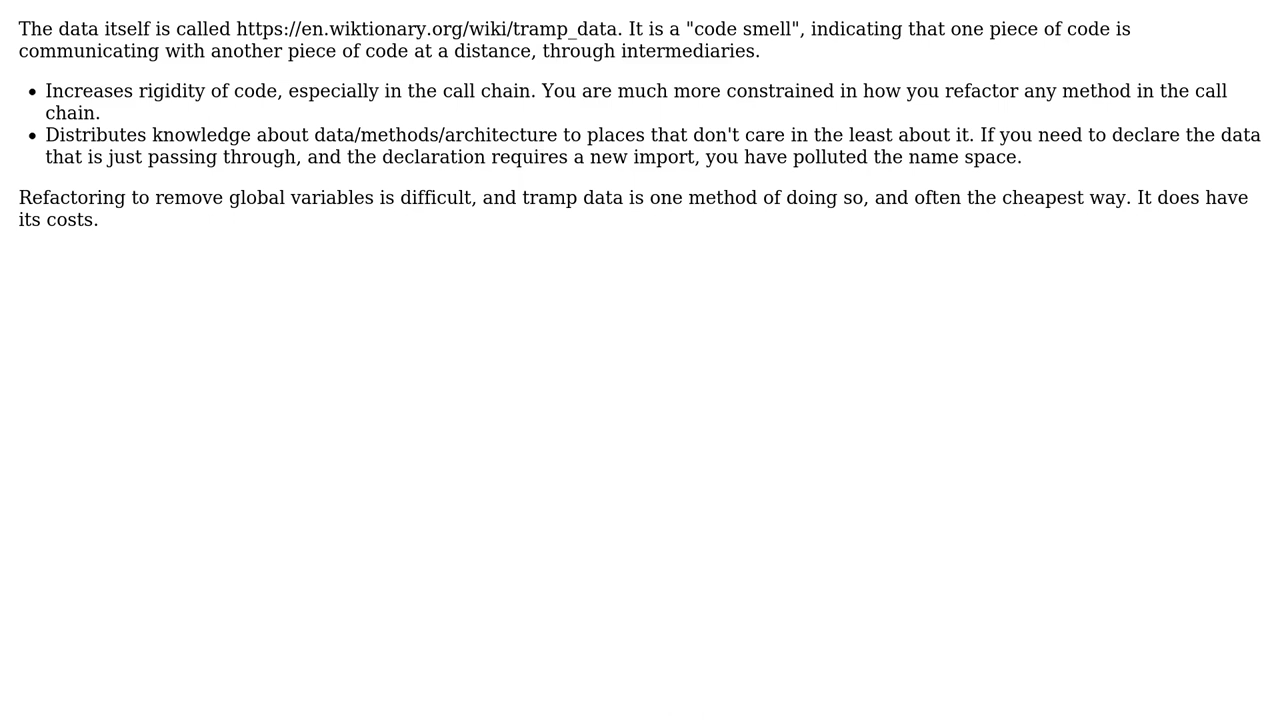 The data itself is called https://en.wiktionary.org/wiki/tramp_data. It is a "code smell", indicating that one piece of code is
communicating with another piece of code at a distance, through intermediaries.
• Increases rigidity of code, especially in the call chain. You are much more constrained in how you refactor any method in the call
chain.
• Distributes knowledge about data/methods/architecture to places that don't care in the least about it. If you need to declare the data
that is just passing through, and the declaration requires a new import, you have polluted the name space.
Refactoring to remove global variables is difficult, and tramp data is one method of doing so, and often the cheapest way. It does have
its costs.